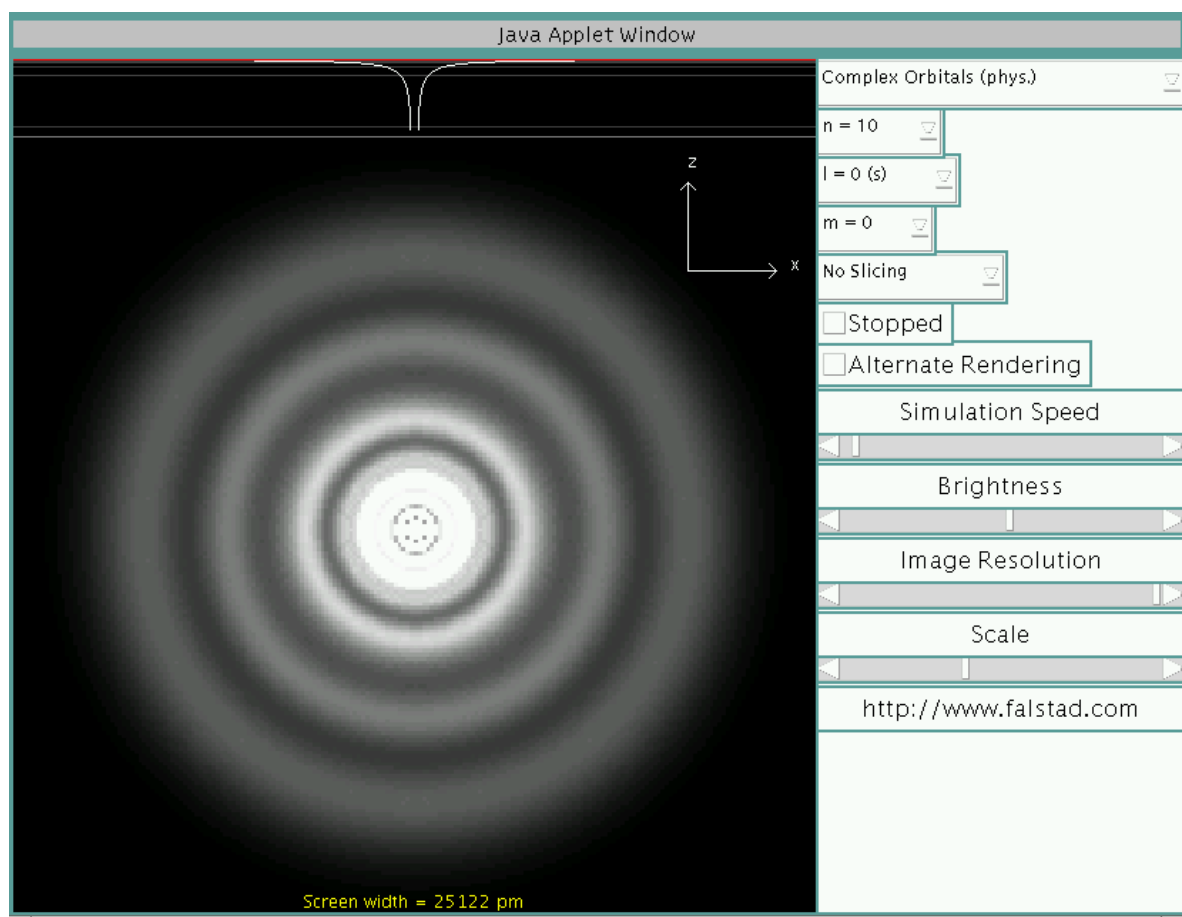 Java Applet Window
Complex Orbitals (phys.)
n = 10
l = 0 (s)
m = 0
No Slicing
Stopped
Alternate Rendering
Simulation Speed
Brightness
Image Resolution
Scale
http://www.falstad.com
z
x
Screen width = 25122 pm